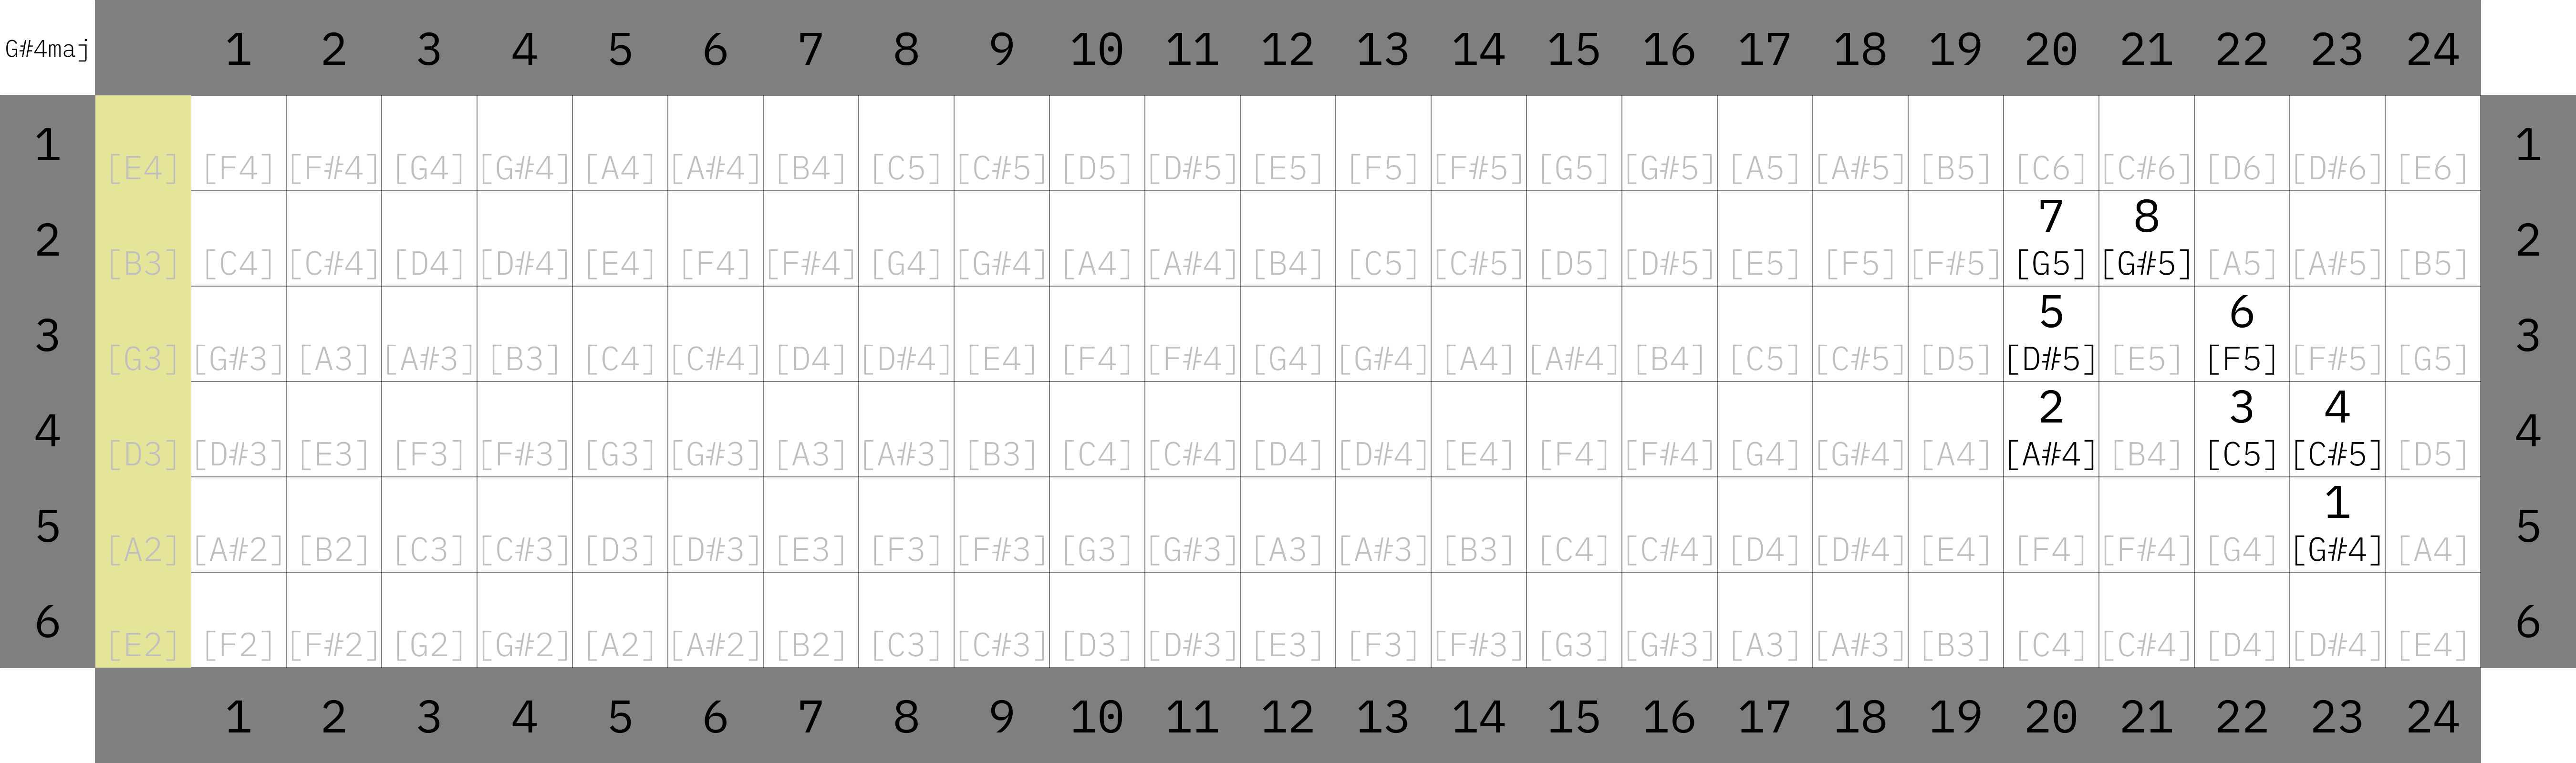 G#4maj 1 2 3 4 5 6 7 8 9 10 11 12 13 14 15 16 17 18 19 20 21 22 23 24
1 [E4] [F4] [F#4] [G4] [G#4] [A4] [A#4] [B4] [C5] [C#5] [D5] [D#5] [E5] [F5] [F#5] [G5] [G#5] [A5] [A#5] [B5] [C6] [C#6] [D6] [D#6] [E6] 1
7 8
2 [B3] [C4] [C#4] [D4] [D#4] [E4] [F4] [F#4] [G4] [G#4] [A4] [A#4] [B4] [C5] [C#5] [D5] [D#5] [E5] [F5] [F#5] [G5] [G#5] [A5] [A#5] [B5] 2
5 6
3 [G3] [G#3] [A3] [A#3] [B3] [C4] [C#4] [D4] [D#4] [E4] [F4] [F#4] [G4] [G#4] [A4] [A#4] [B4] [C5] [C#5] [D5] [D#5] [E5] [F5] [F#5] [G5] 3
2 3 4
4 [D3] [D#3] [E3] [F3] [F#3] [G3] [G#3] [A3] [A#3] [B3] [C4] [C#4] [D4] [D#4] [E4] [F4] [F#4] [G4] [G#4] [A4] [A#4] [B4] [C5] [C#5] [D5] 4
1
5 [A2] [A#2] [B2] [C3] [C#3] [D3] [D#3] [E3] [F3] [F#3] [G3] [G#3] [A3] [A#3] [B3] [C4] [C#4] [D4] [D#4] [E4] [F4] [F#4] [G4] [G#4] [A4] 5
6 [E2] [F2] [F#2] [G2] [G#2] [A2] [A#2] [B2] [C3] [C#3] [D3] [D#3] [E3] [F3] [F#3] [G3] [G#3] [A3] [A#3] [B3] [C4] [C#4] [D4] [D#4] [E4] 6
1 2 3 4 5 6 7 8 9 10 11 12 13 14 15 16 17 18 19 20 21 22 23 24